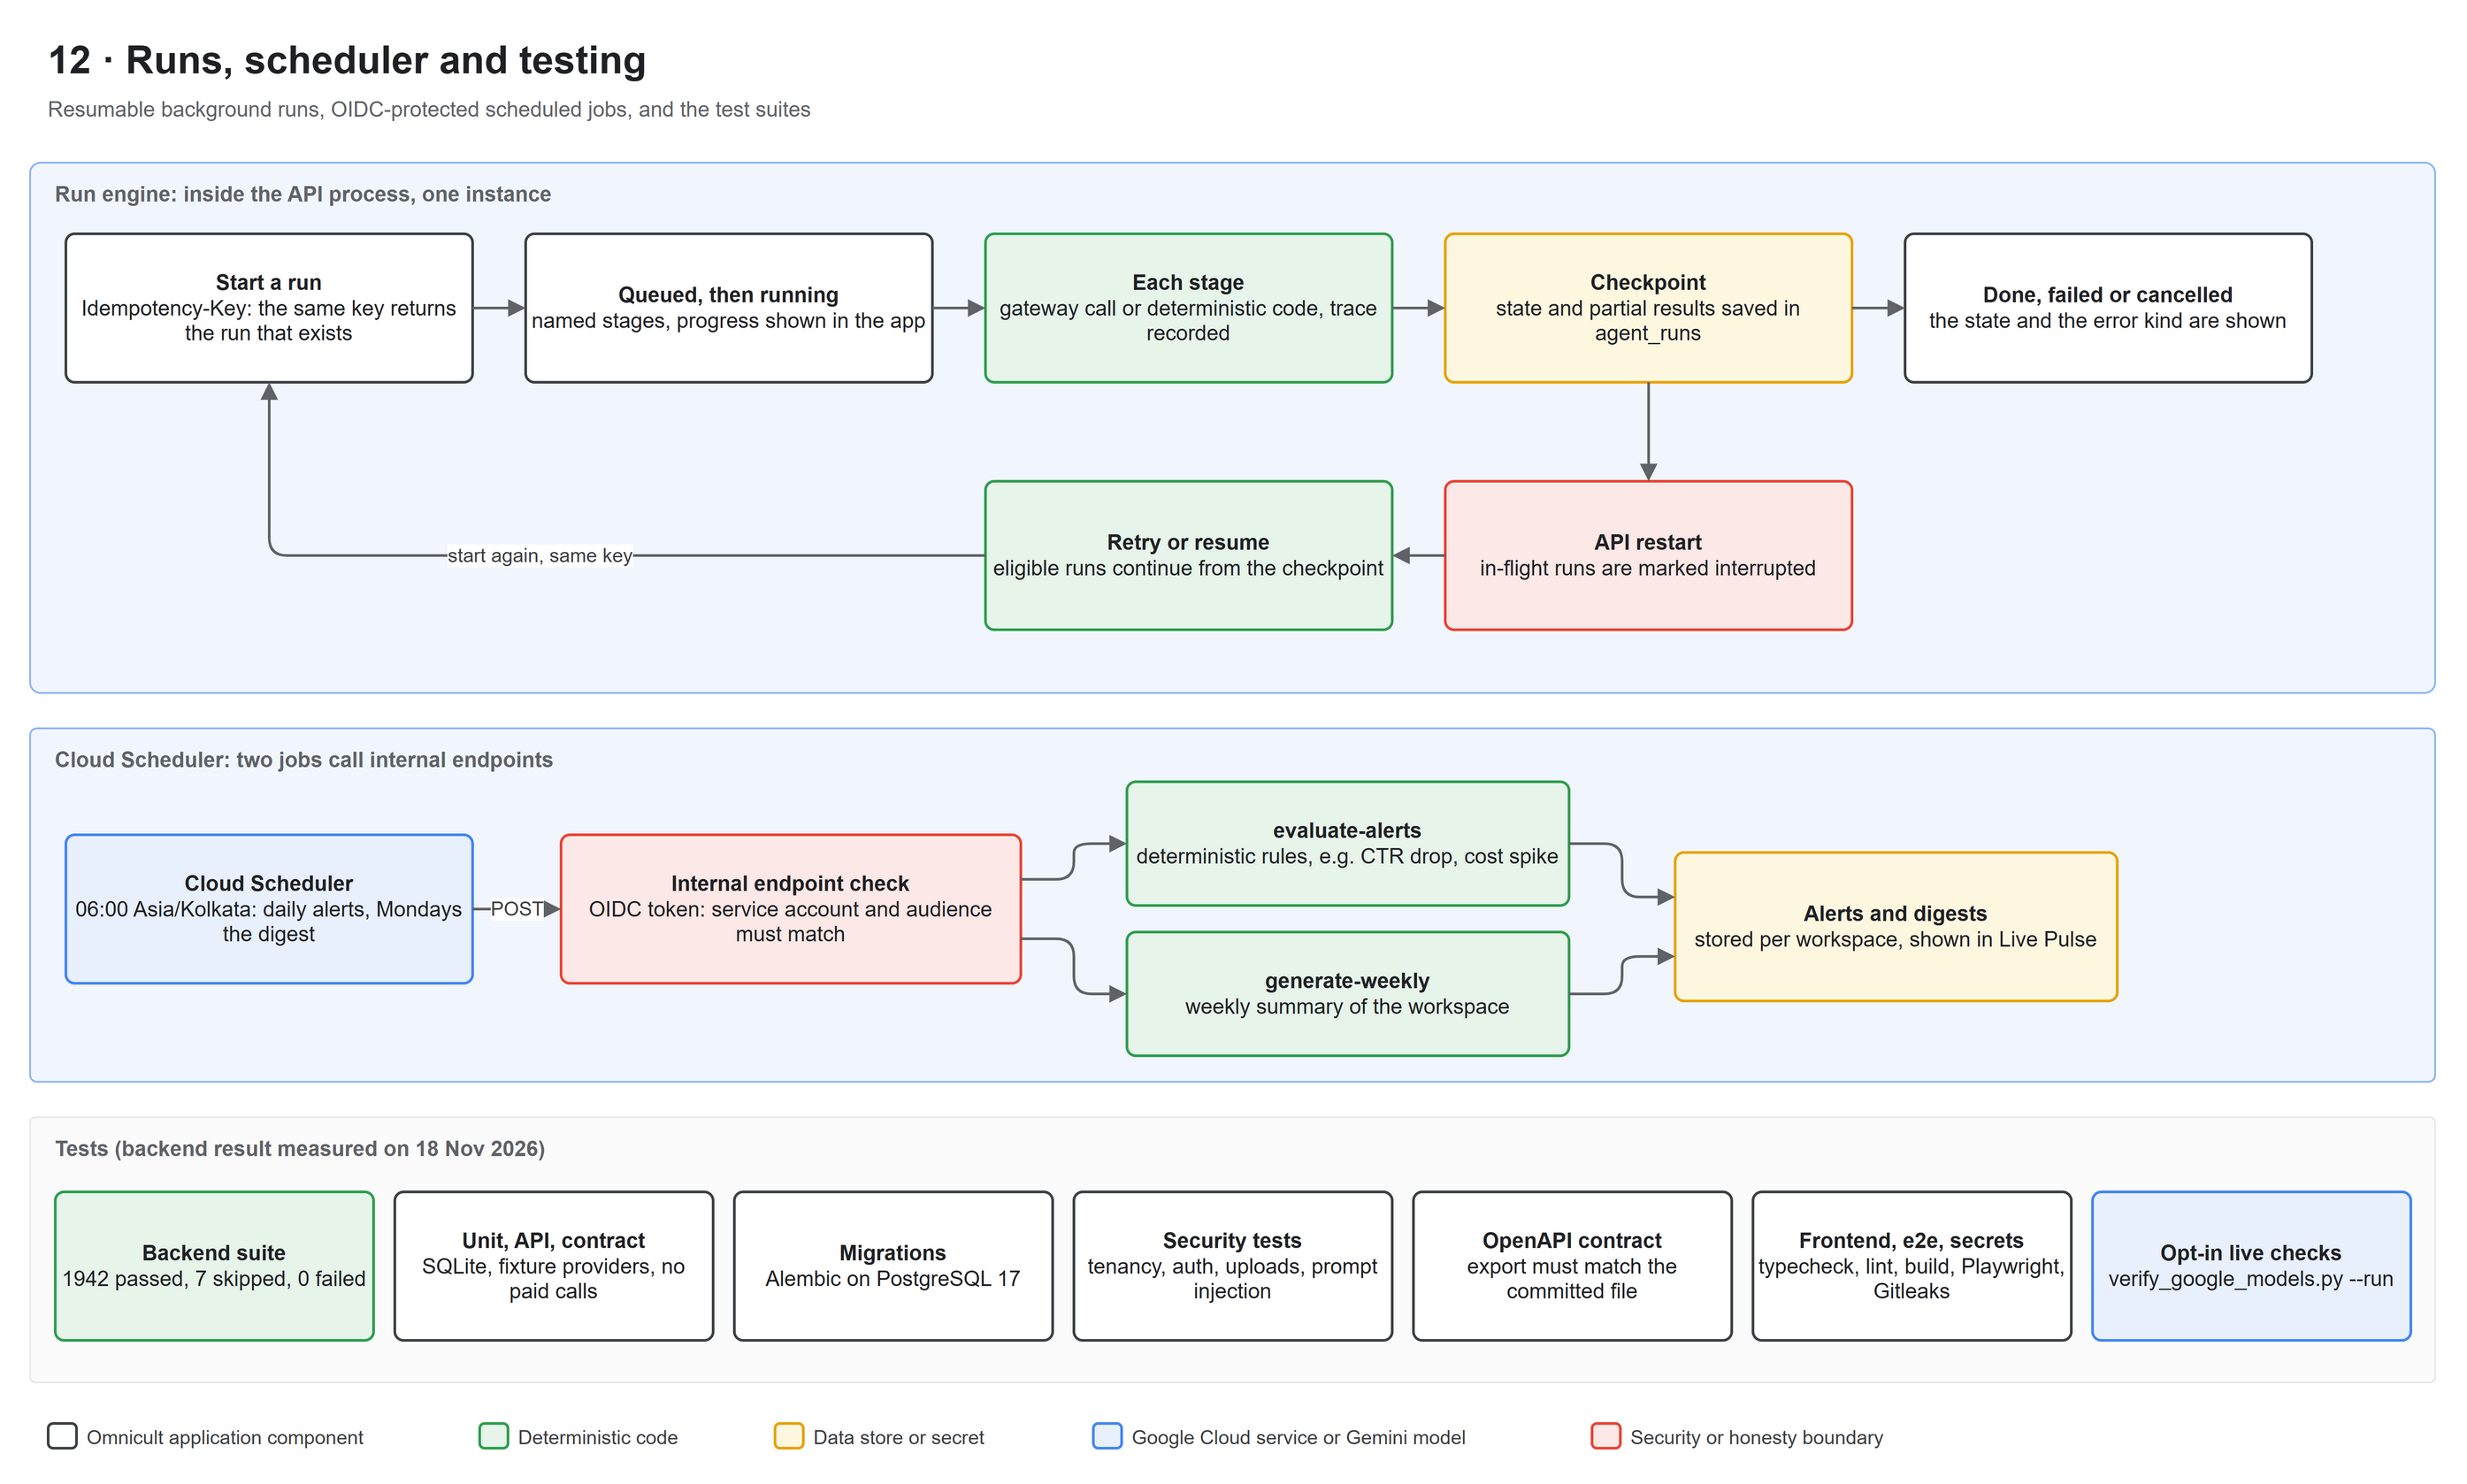 12 · Runs, scheduler and testing
Resumable background runs, OIDC-protected scheduled jobs, and the test suites
Run engine: inside the API process, one instance
Start a run
Idempotency-Key: the same key returns
the run that exists
Queued, then running
named stages, progress shown in the app
Each stage
gateway call or deterministic code, trace
recorded
Checkpoint
state and partial results saved in
agent_runs
Done, failed or cancelled
the state and the error kind are shown
start again, same key
Retry or resume
eligible runs continue from the checkpoint
API restart
in-flight runs are marked interrupted
Cloud Scheduler: two jobs call internal endpoints
Cloud Scheduler
06:00 Asia/Kolkata: daily alerts, Mondays
the digest
POST
Internal endpoint check
OIDC token: service account and audience
must match
evaluate-alerts
deterministic rules, e.g. CTR drop, cost spike
generate-weekly
weekly summary of the workspace
Alerts and digests
stored per workspace, shown in Live Pulse
Tests (backend result measured on 18 Nov 2026)
Backend suite
1942 passed, 7 skipped, 0 failed
Unit, API, contract
SQLite, fixture providers, no
paid calls
Migrations
Alembic on PostgreSQL 17
Security tests
tenancy, auth, uploads, prompt
injection
OpenAPI contract
export must match the
committed file
Frontend, e2e, secrets
typecheck, lint, build, Playwright,
Gitleaks
Opt-in live checks
verify_google_models.py --run
Omnicult application component
Deterministic code
Data store or secret
Google Cloud service or Gemini model
Security or honesty boundary